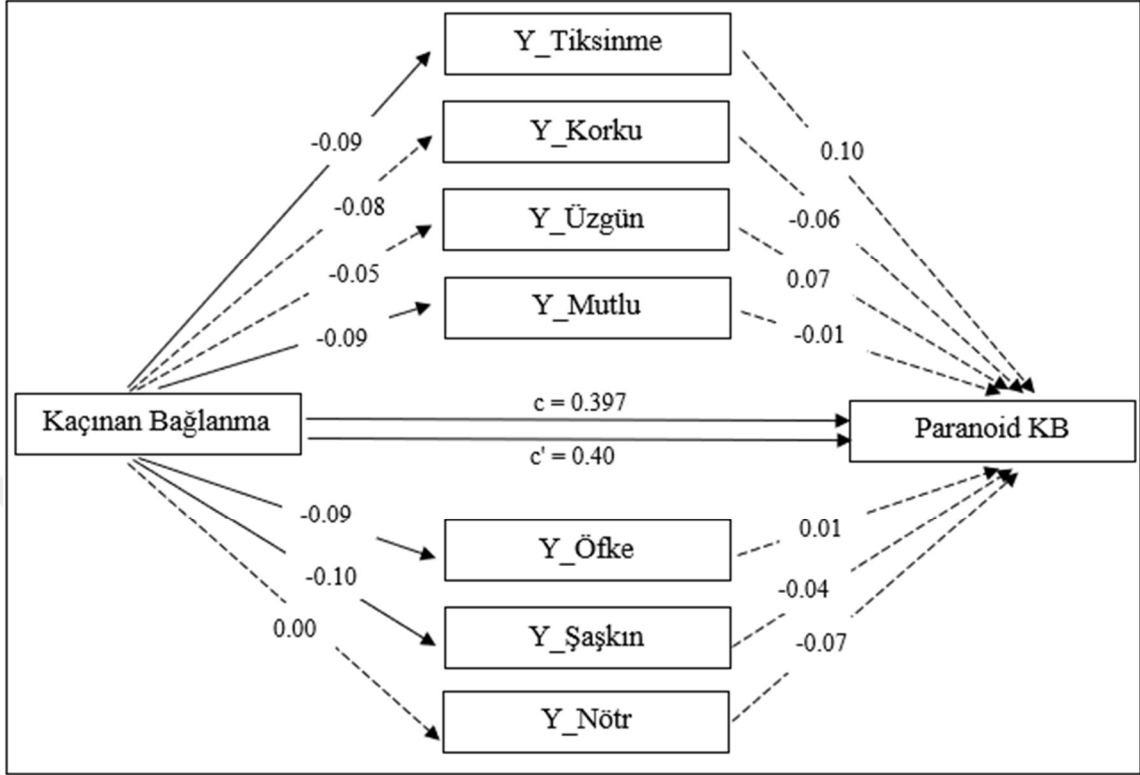 Y_Tiksinme
-0.09
0.10
Y_Korku
-0.08
-0.06
Y_Üzgün
-0.05
0.07
Y_Mutlu
-0.09
-0.01
Kaçınan Bağlanma
c = 0.397
c' = 0.40
Paranoid KB
-0.09
Y_Öfke
0.01
-0.10
-0.04
Y_Şaşkın
0.00
-0.07
Y_Nötr